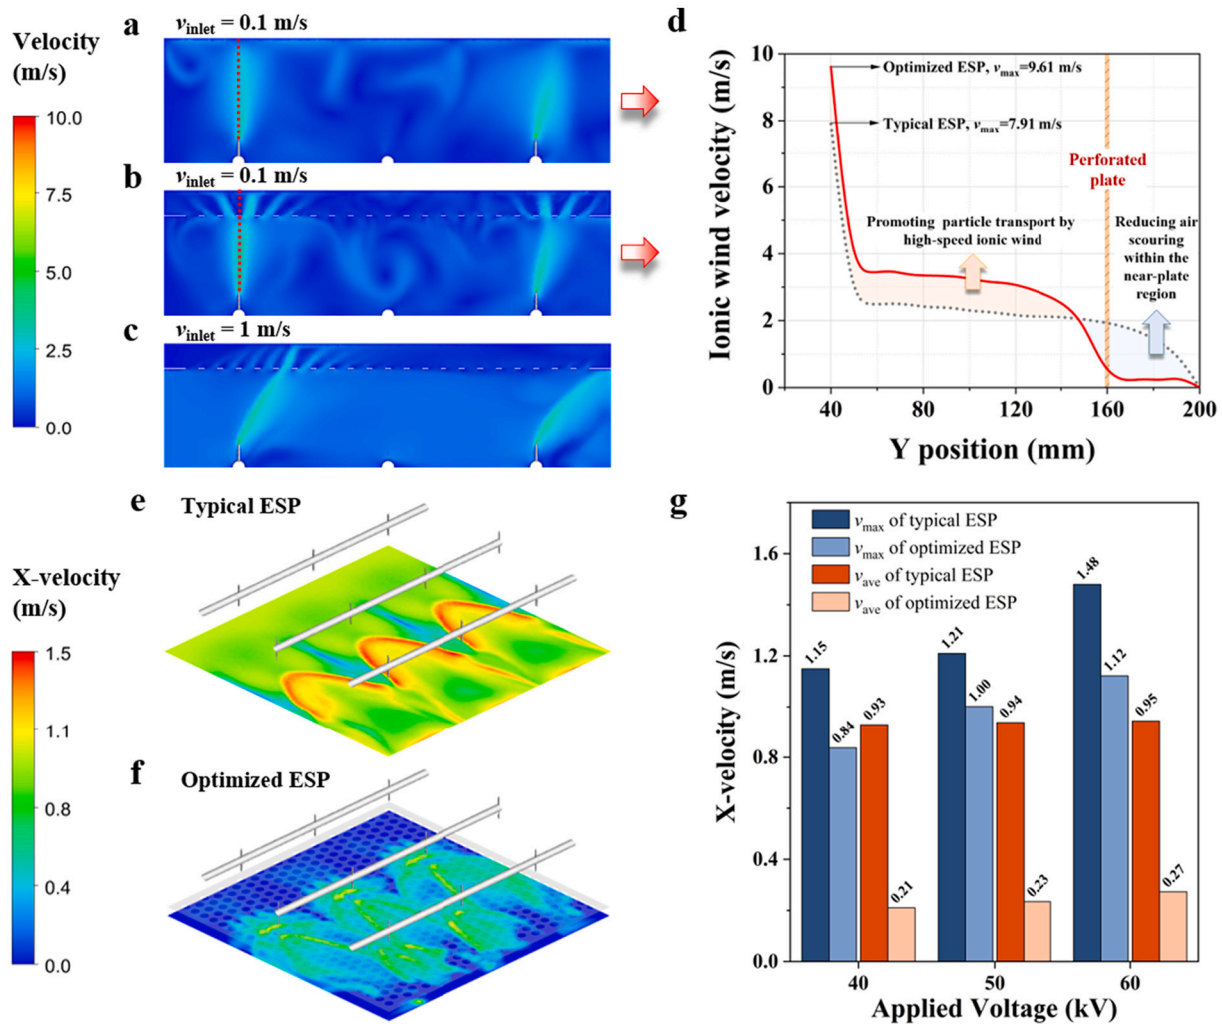 Velocity
(m/s)
10.0
7.5
5.0
2.5
0.0
a
vinlet = 0.1 m/s
b
vinlet = 0.1 m/s
c
vinlet = 1 m/s
d
Ionic wind velocity (m/s)
10
8
6
4
2
0
Optimized ESP, vmax=9.61 m/s
Typical ESP, vmax=7.91 m/s
Perforated
plate
Promoting particle transport by
high-speed ionic wind
Reducing air
scouring
within the
near-plate
region
40
80
120
160
200
Y position (mm)
X-velocity
(m/s)
1.5
1.1
0.8
0.4
0.0
e
Typical ESP
f
Optimized ESP
g
X-velocity (m/s)
1.6
1.2
0.8
0.4
0.0
vmax of typical ESP
vmax of optimized ESP
vave of typical ESP
vave of optimized ESP
1.15
0.84
0.93
0.21
1.21
1.00
0.94
0.23
1.48
1.12
0.95
0.27
40
50
60
Applied Voltage (kV)